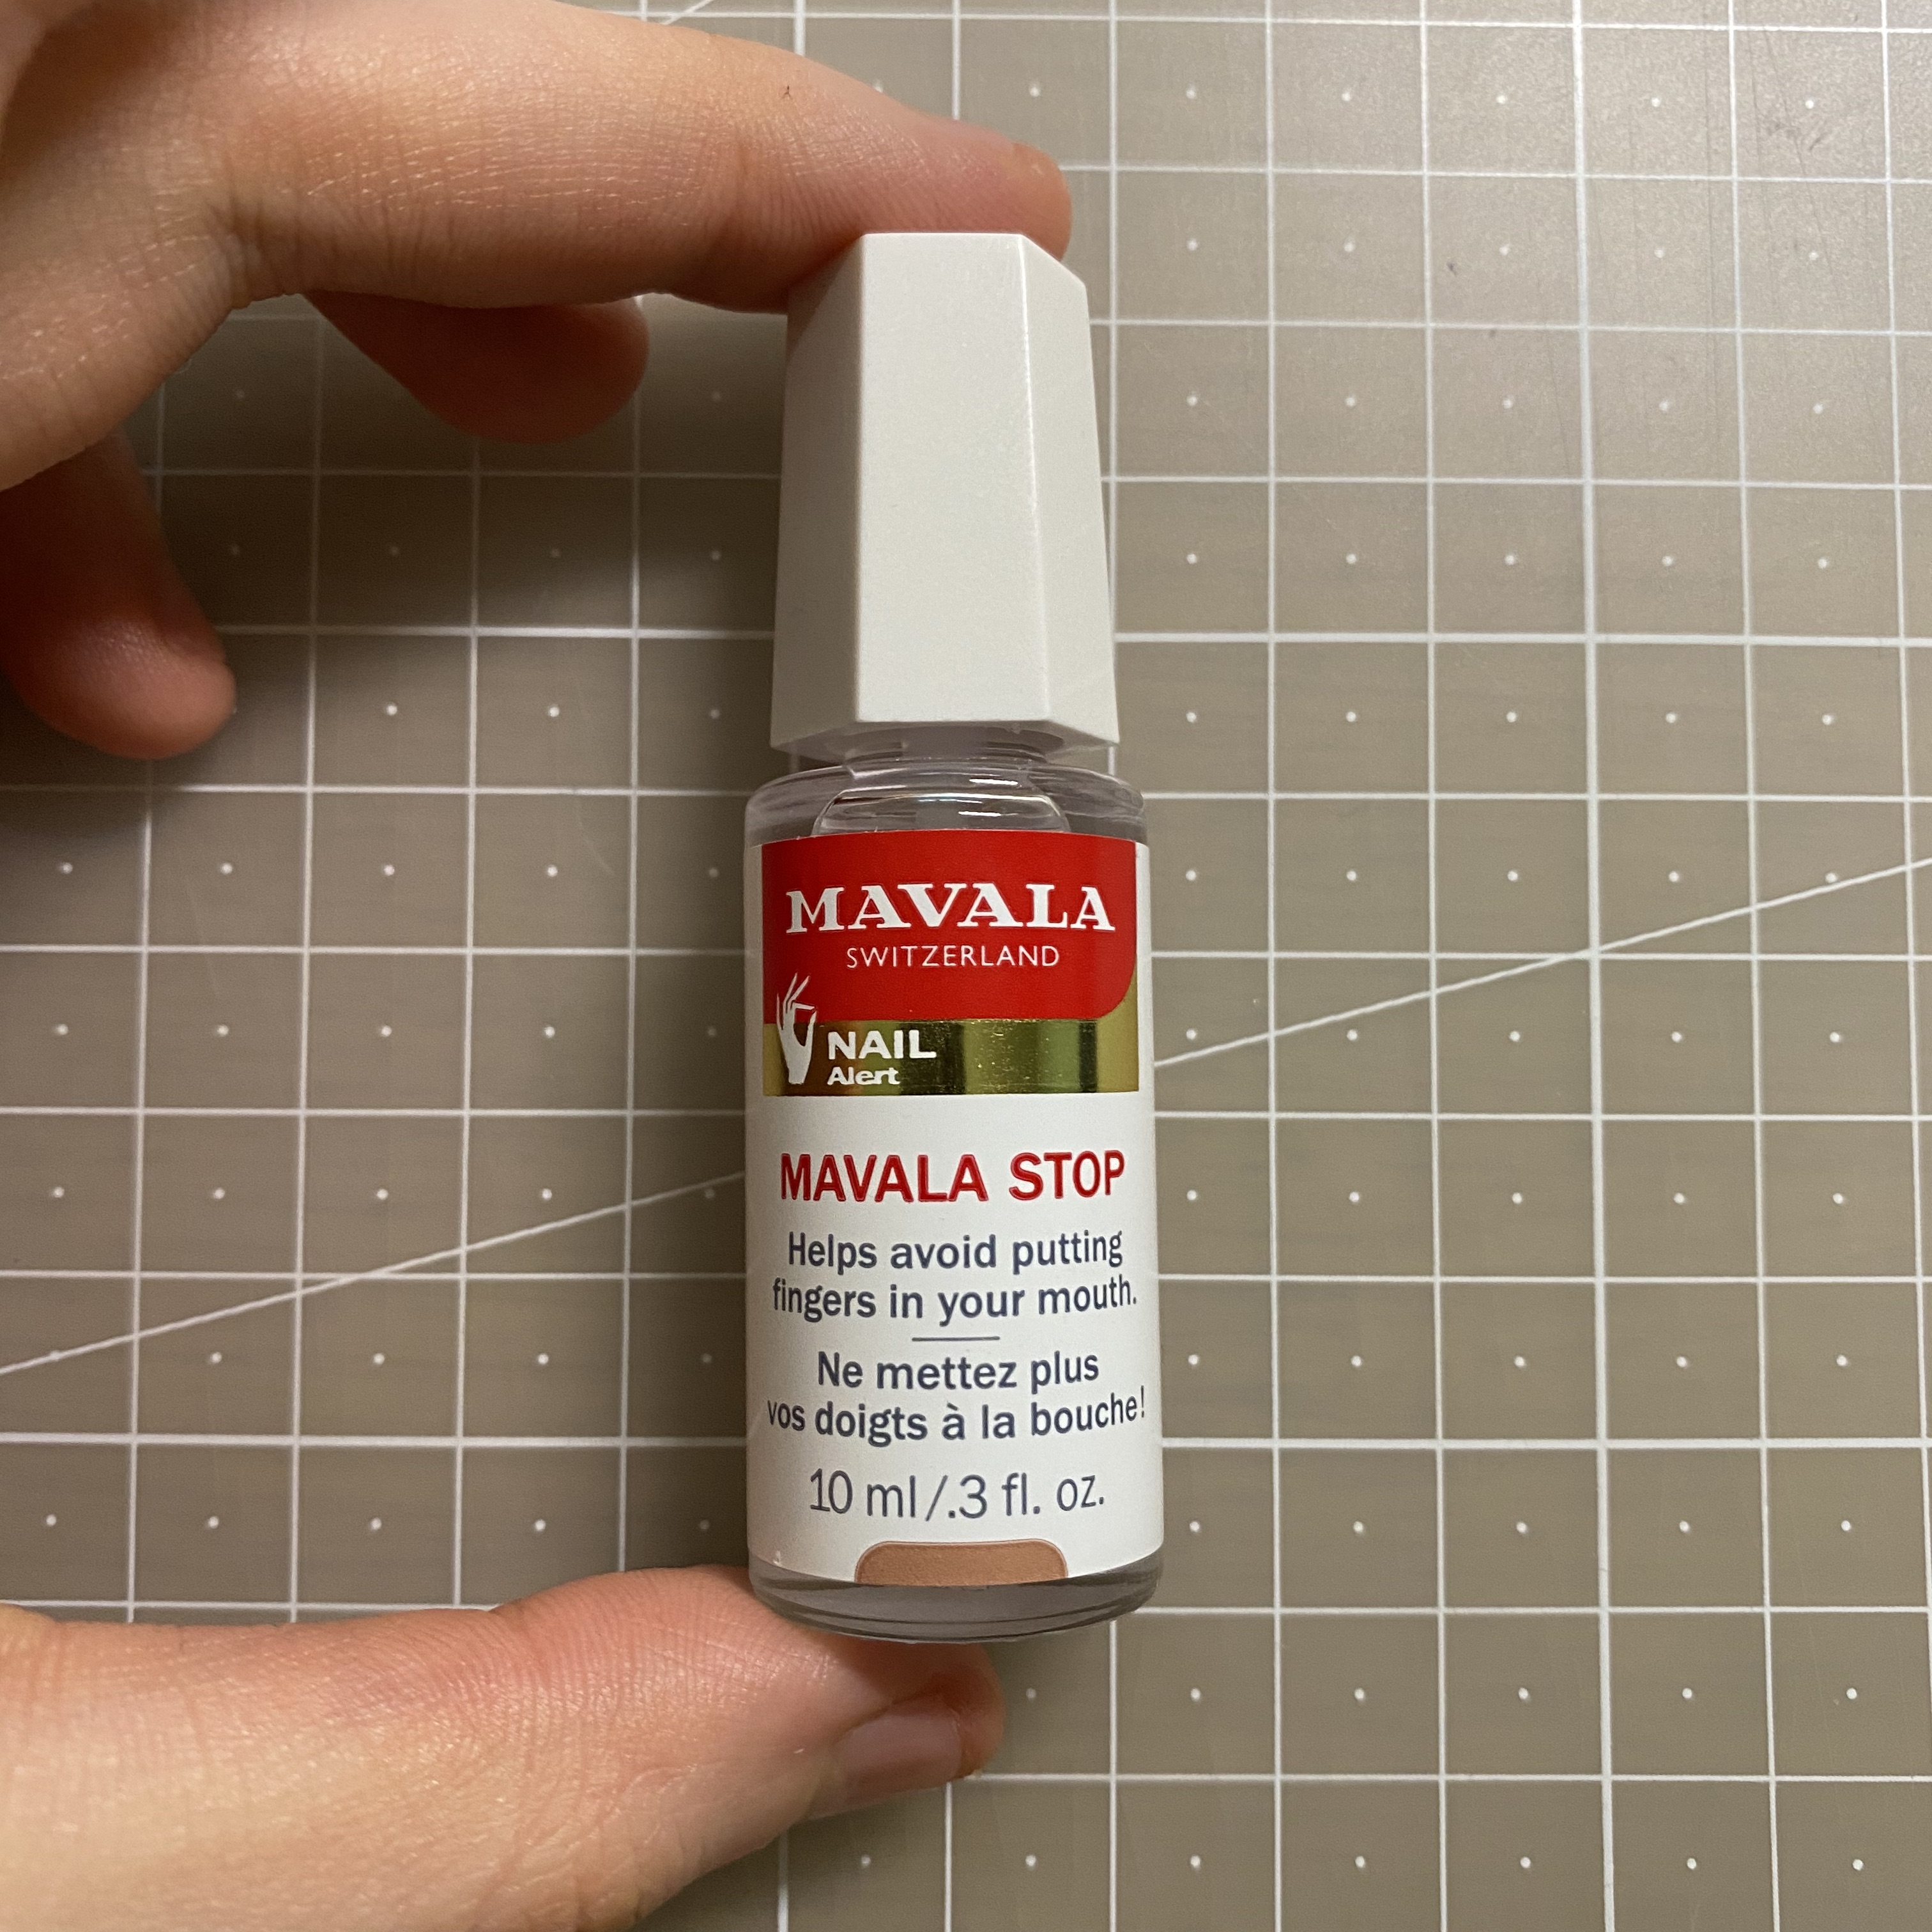 MAVALA
SWITZERLAND
NAIL
Alert
MAVALA STOP
Helps avoid putting
fingers in your mouth.
Ne mettez plus
vos doigts à la bouche!
10 ml/.3 fl. oz.